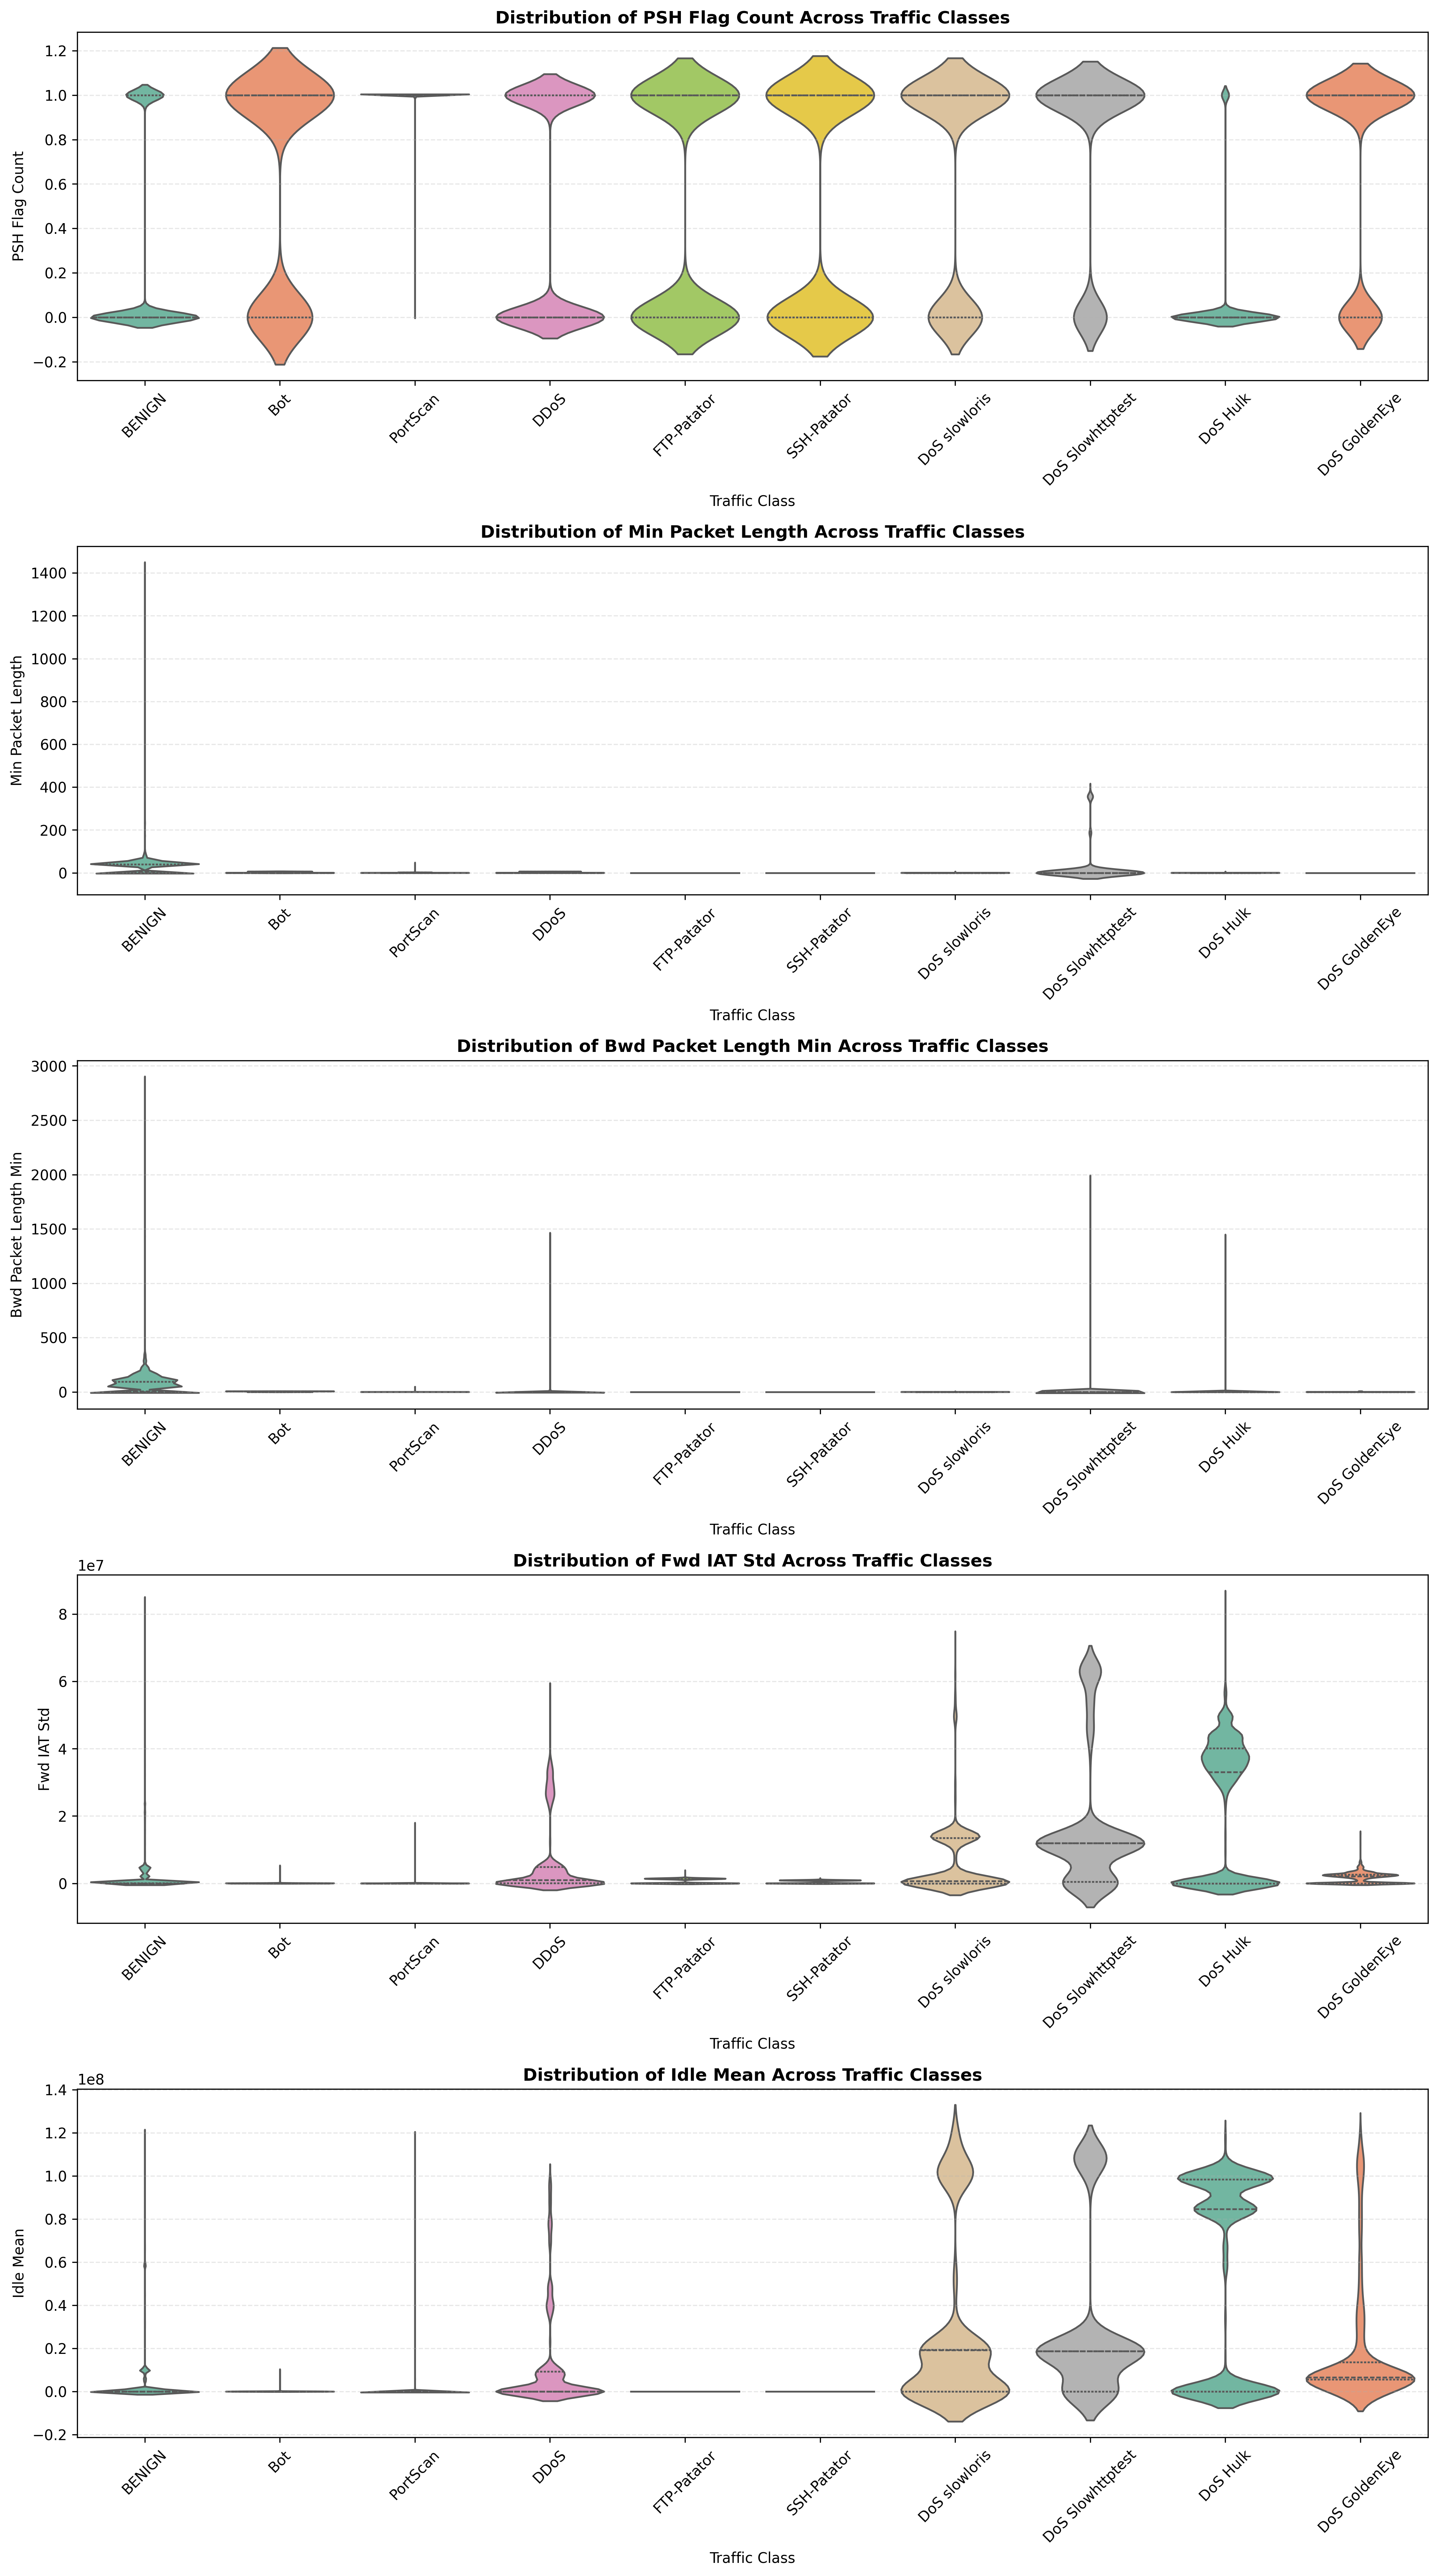 Distribution of PSH Flag Count Across Traffic Classes
PSH Flag Count
1.2
1.0
0.8
0.6
0.4
0.2
0.0
−0.2
BENIGN
Bot
PortScan
DDoS
FTP-Patator
SSH-Patator
DoS slowloris
DoS Slowhttptest
DoS Hulk
DoS GoldenEye
Traffic Class
Distribution of Min Packet Length Across Traffic Classes
Min Packet Length
1400
1200
1000
800
600
400
200
0
BENIGN
Bot
PortScan
DDoS
FTP-Patator
SSH-Patator
DoS slowloris
DoS Slowhttptest
DoS Hulk
DoS GoldenEye
Traffic Class
Distribution of Bwd Packet Length Min Across Traffic Classes
Bwd Packet Length Min
3000
2500
2000
1500
1000
500
0
BENIGN
Bot
PortScan
DDoS
FTP-Patator
SSH-Patator
DoS slowloris
DoS Slowhttptest
DoS Hulk
DoS GoldenEye
Traffic Class
Distribution of Fwd IAT Std Across Traffic Classes
1e7
Fwd IAT Std
8
6
4
2
0
BENIGN
Bot
PortScan
DDoS
FTP-Patator
SSH-Patator
DoS slowloris
DoS Slowhttptest
DoS Hulk
DoS GoldenEye
Traffic Class
Distribution of Idle Mean Across Traffic Classes
1e8
Idle Mean
1.4
1.2
1.0
0.8
0.6
0.4
0.2
0.0
−0.2
BENIGN
Bot
PortScan
DDoS
FTP-Patator
SSH-Patator
DoS slowloris
DoS Slowhttptest
DoS Hulk
DoS GoldenEye
Traffic Class